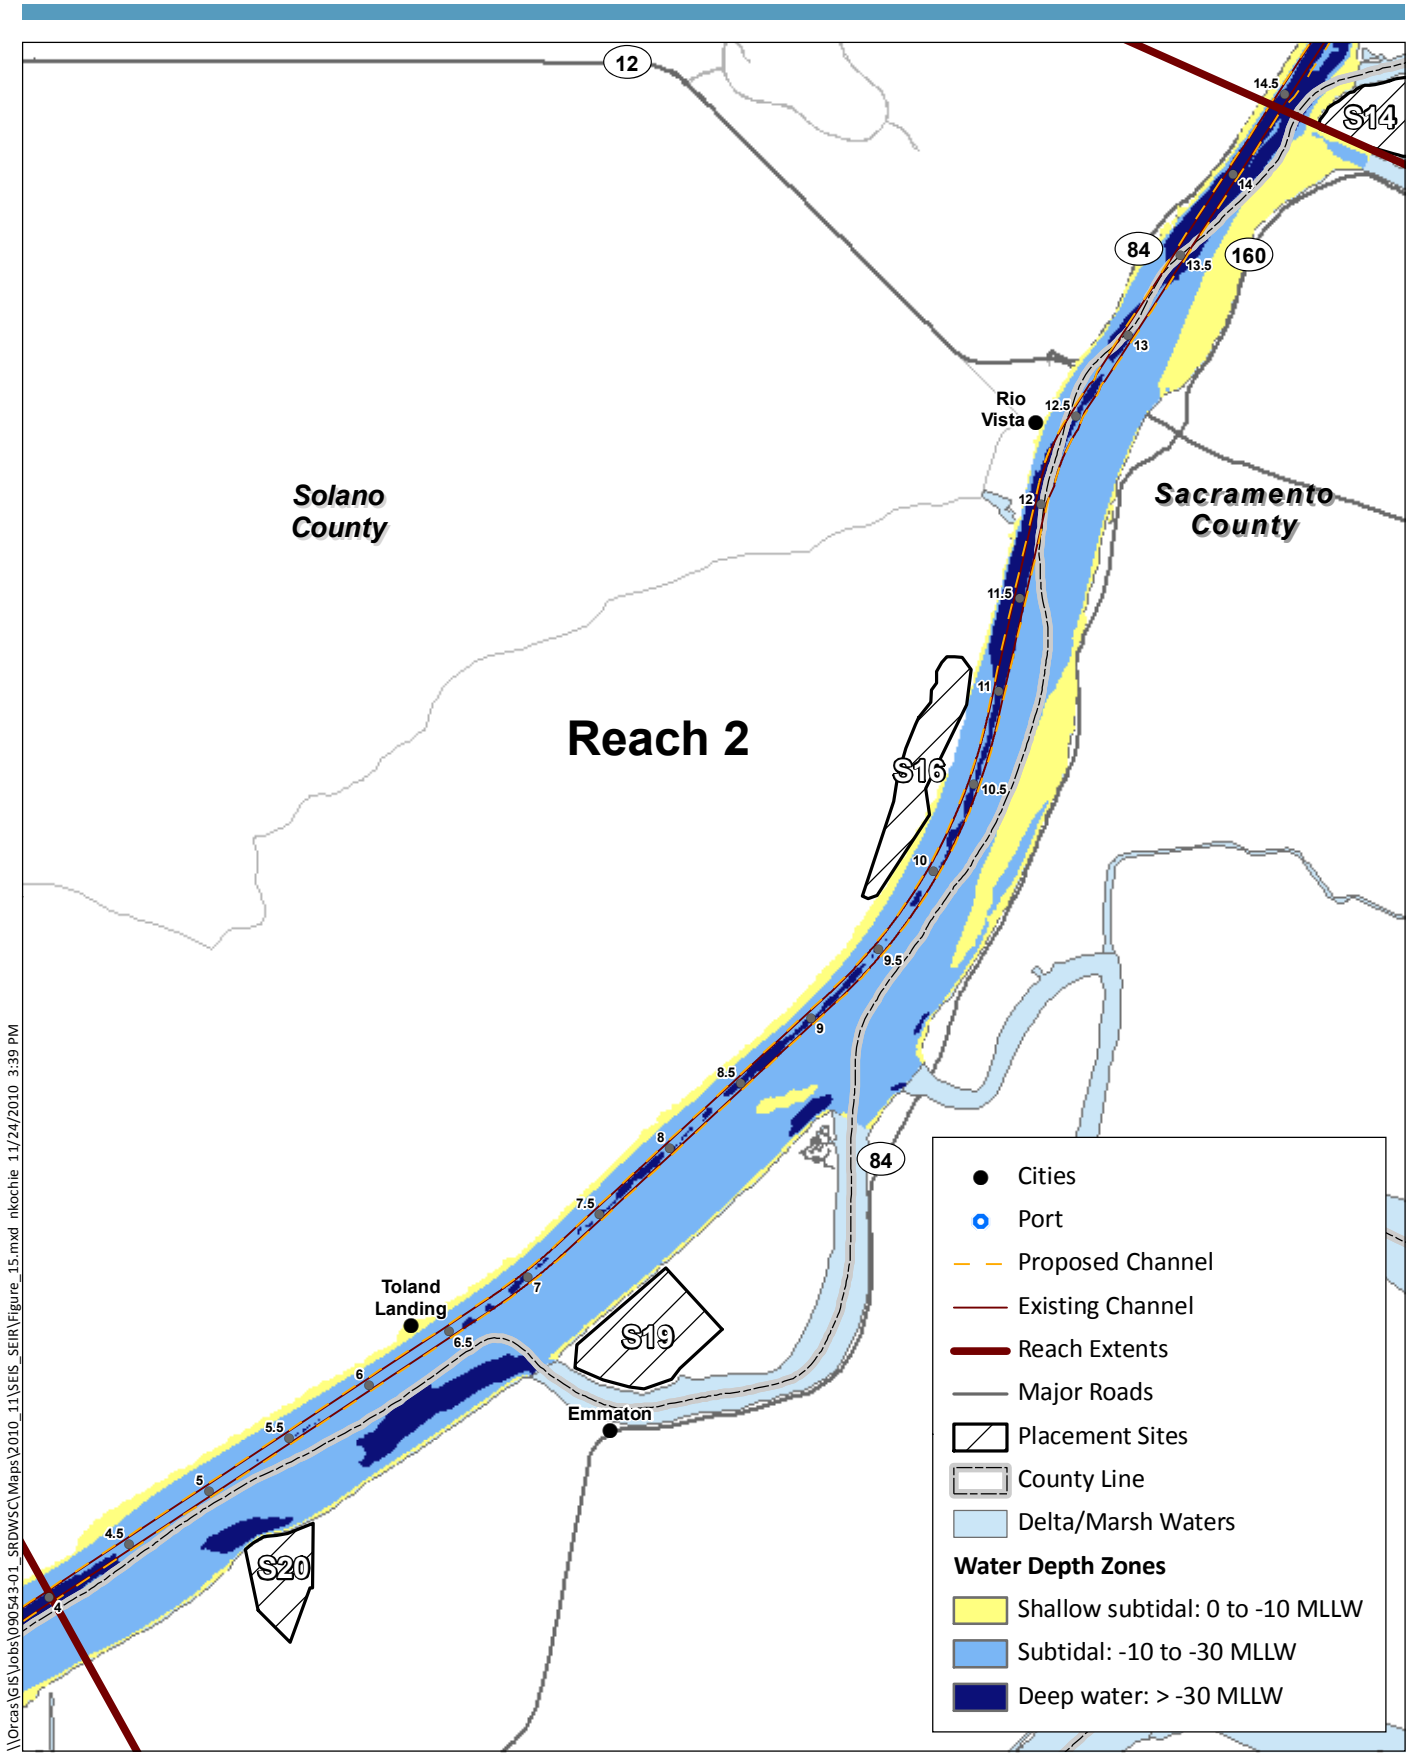 12
14.5
S14
14
84
160
13.5
13
Rio
Vista
12.5
Solano
County
Sacramento
County
12
11.5
11
Reach 2
S16
10.5
10
9.5
9
8.5
8
84
7.5
7
Toland
Landing
6.5
S19
6
Emmaton
5.5
5
4.5
S20
4
Cities
Port
Proposed Channel
Existing Channel
Reach Extents
Major Roads
Placement Sites
County Line
Delta/Marsh Waters
Water Depth Zones
Shallow subtidal: 0 to -10 MLLW
Subtidal: -10 to -30 MLLW
Deep water: > -30 MLLW
\\Orcas\GIS\Jobs\090543-01_SRDWSC\Maps\2010_11\SEIS_SEIR\Figure_15.mxd nkochie 11/24/2010 3:39 PM